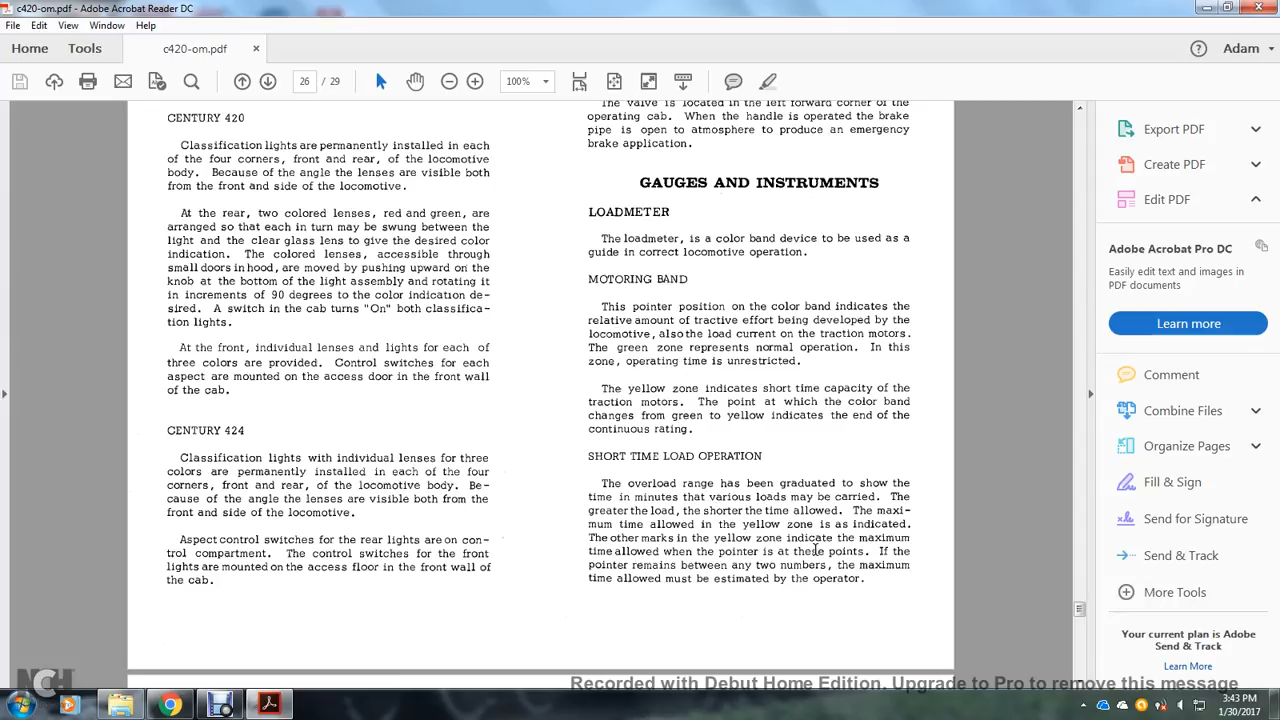 c420-om.pdf - Adobe Acrobat Reader DC
File Edit View Window Help
Home Tools c420-om.pdf × Adam
26 / 29 100%
CENTURY 420
Classification lights are permanently installed in each
of the four corners, front and rear, of the locomotive
body. Because of the angle the lenses are visible both
from the front and side of the locomotive.
At the rear, two colored lenses, red and green, are
arranged so that each in turn may be swung between the
light and the clear glass lens to give the desired color
indication. The colored lenses, accessible through
small doors in hood, are moved by pushing upward on the
knob at the bottom of the light assembly and rotating it
in increments of 90 degrees to the color indication de-
sired. A switch in the cab turns "On" both classifica-
tion lights.
At the front, individual lenses and lights for each of
three colors are provided. Control switches for each
aspect are mounted on the access door in the front wall
of the cab.
CENTURY 424
Classification lights with individual lenses for three
colors are permanently installed in each of the four
corners, front and rear, of the locomotive body. Be-
cause of the angle the lenses are visible both from the
front and side of the locomotive.
Aspect control switches for the rear lights are on con-
trol compartment. The control switches for the front
lights are mounted on the access floor in the front wall of
the cab.
The valve is located in the left forward corner of the
operating cab. When the handle is operated the brake
pipe is open to atmosphere to produce an emergency
brake application.
GAUGES AND INSTRUMENTS
LOADMETER
The loadmeter, is a color band device to be used as a
guide in correct locomotive operation.
MOTORING BAND
This pointer position on the color band indicates the
relative amount of tractive effort being developed by the
locomotive, also the load current on the traction motors.
The green zone represents normal operation. In this
zone, operating time is unrestricted.
The yellow zone indicates short time capacity of the
traction motors. The point at which the color band
changes from green to yellow indicates the end of the
continuous rating.
SHORT TIME LOAD OPERATION
The overload range has been graduated to show the
time in minutes that various loads may be carried. The
greater the load, the shorter the time allowed. The maxi-
mum time allowed in the yellow zone is as indicated.
The other marks in the yellow zone indicate the maximum
time allowed when the pointer is at these points. If the
pointer remains between any two numbers, the maximum
time allowed must be estimated by the operator.
Export PDF
Create PDF
Edit PDF
Adobe Acrobat Pro DC
Easily edit text and images in
PDF documents
Learn more
Comment
Combine Files
Organize Pages
Fill & Sign
Send for Signature
Send & Track
More Tools
Your current plan is Adobe
Send & Track
Learn More
NCH
Recorded with Debut Home Edition. Upgrade to Pro to remove this message
3:43 PM
1/30/2017